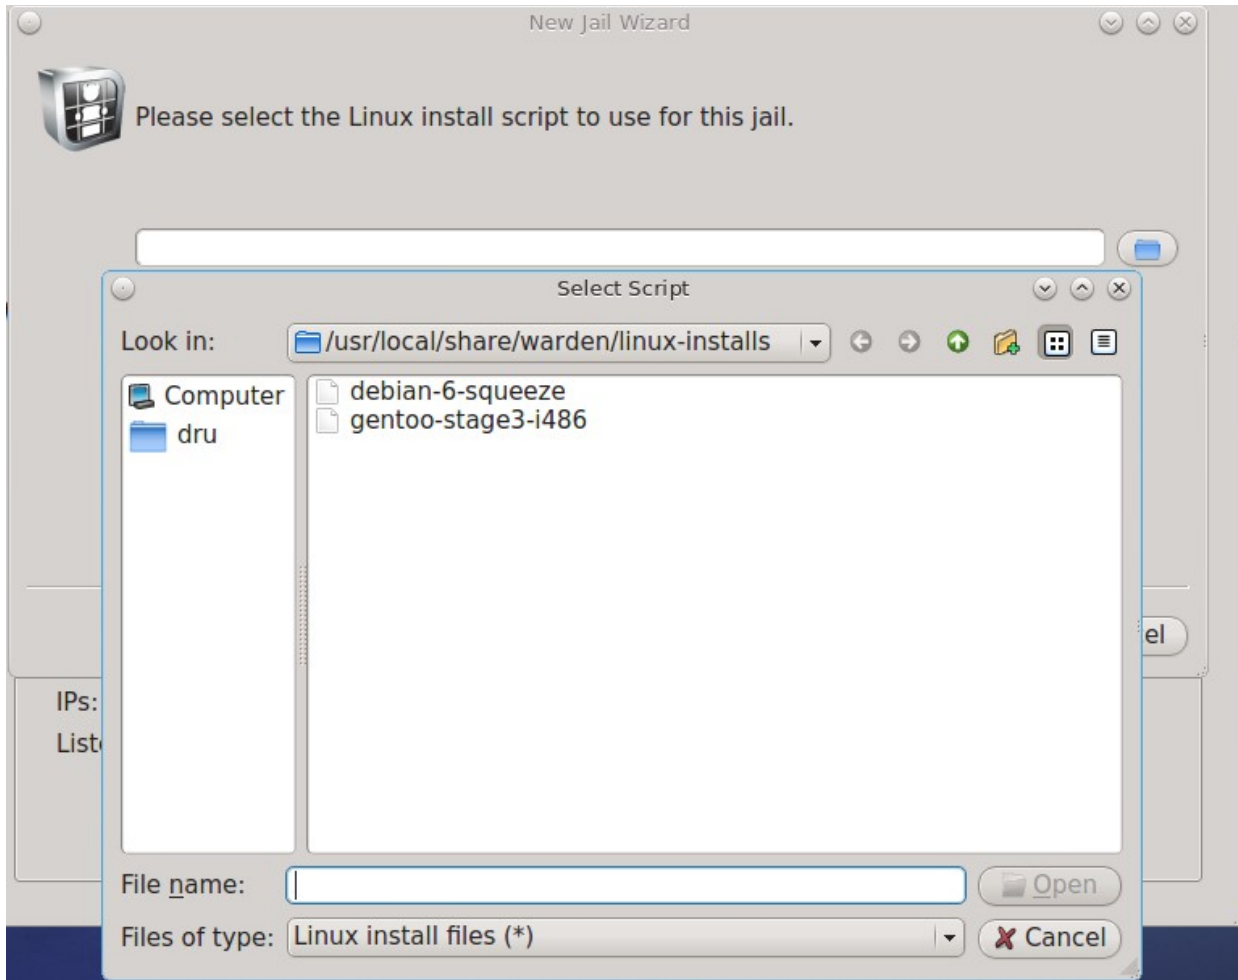 New Jail Wizard
Please select the Linux install script to use for this jail.
Select Script
Look in:
/usr/local/share/warden/linux-installs
Computer
dru
debian-6-squeeze
gentoo-stage3-i486
el
IPs:
List
File name:
Open
Files of type:
Linux install files (*)
Cancel